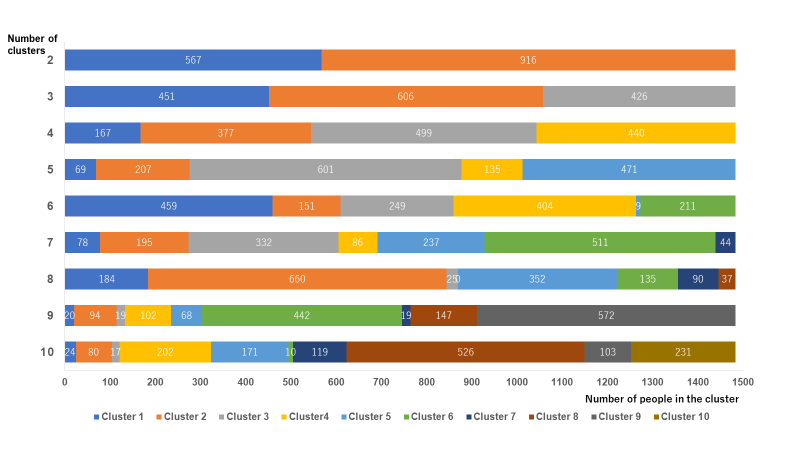 Number of
clusters
2 567 916
3 451 606 426
4 167 377 499 440
5 69 207 601 135 471
6 459 151 249 404 9 211
7 78 195 332 86 237 511 44
8 184 660 25 0 352 135 90 37
9 20 94 19 102 68 442 19 147 572
10 24 80 17 202 171 10 119 526 103 231
0 100 200 300 400 500 600 700 800 900 1000 1100 1200 1300 1400 1500
Number of people in the cluster
Cluster 1 Cluster 2 Cluster 3 Cluster4 Cluster 5 Cluster 6 Cluster 7 Cluster 8 Cluster 9 Cluster 10